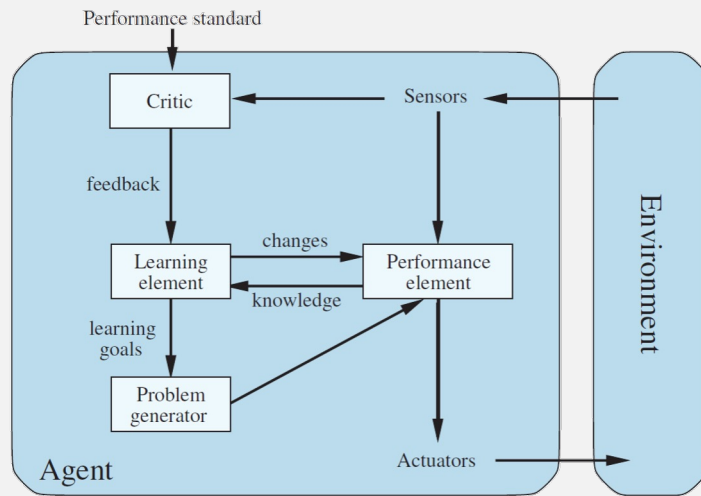 Performance standard
Critic
Sensors
feedback
changes
Learning
element
Performance
element
knowledge
learning
goals
Problem
generator
Agent
Actuators
Environment